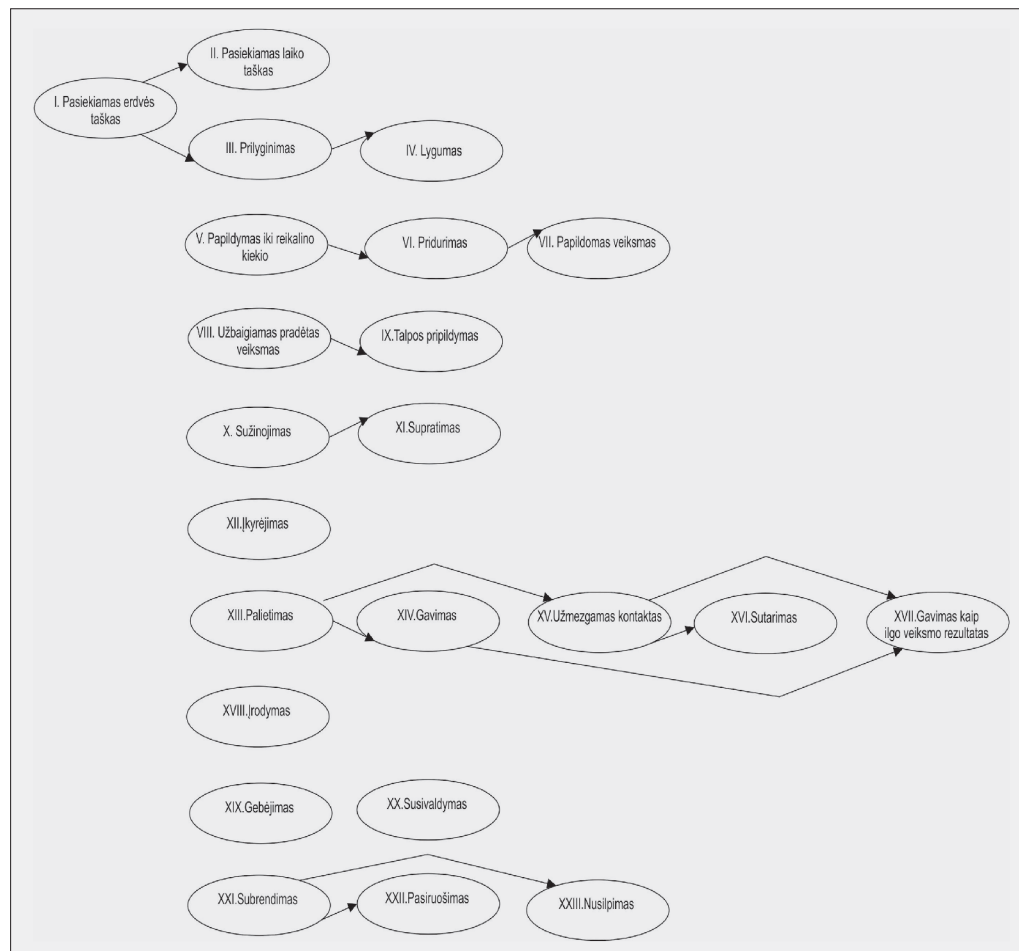 II. Pasiekiamas laiko
taškas
I. Pasiekiamas erdvės
taškas
III. Prilyginimas
IV. Lygumas
V. Papildymas iki reikalino
kiekio
VI. Pridurimas
VII. Papildomas veiksmas
VIII. Užbaigiamas pradėtas
veiksmas
IX.Talpos pripildymas
X. Sužinojimas
XI.Supratimas
XII.Įkyrėjimas
XIII.Palietimas
XIV.Gavimas
XV.Užmezgamas kontaktas
XVI.Sutarimas
XVII.Gavimas kaip
ilgo veiksmo rezultatas
XVIII.Įrodymas
XIX.Gebėjimas
XX.Susivaldymas
XXI.Subrendimas
XXII.Pasiruošimas
XXIII.Nusilpimas